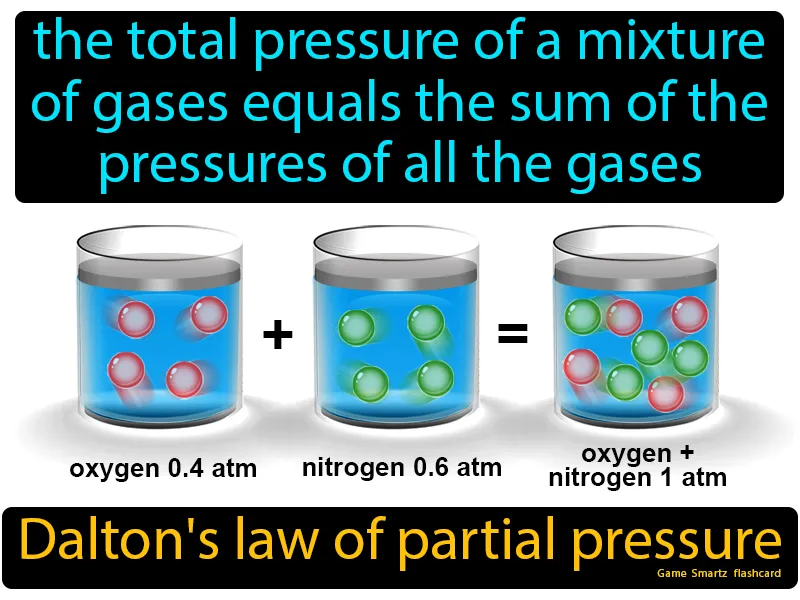 the total pressure of a mixture
of gases equals the sum of the
pressures of all the gases
+
=
oxygen 0.4 atm
nitrogen 0.6 atm
oxygen +
nitrogen 1 atm
Dalton's law of partial pressure
Game Smartz flashcard